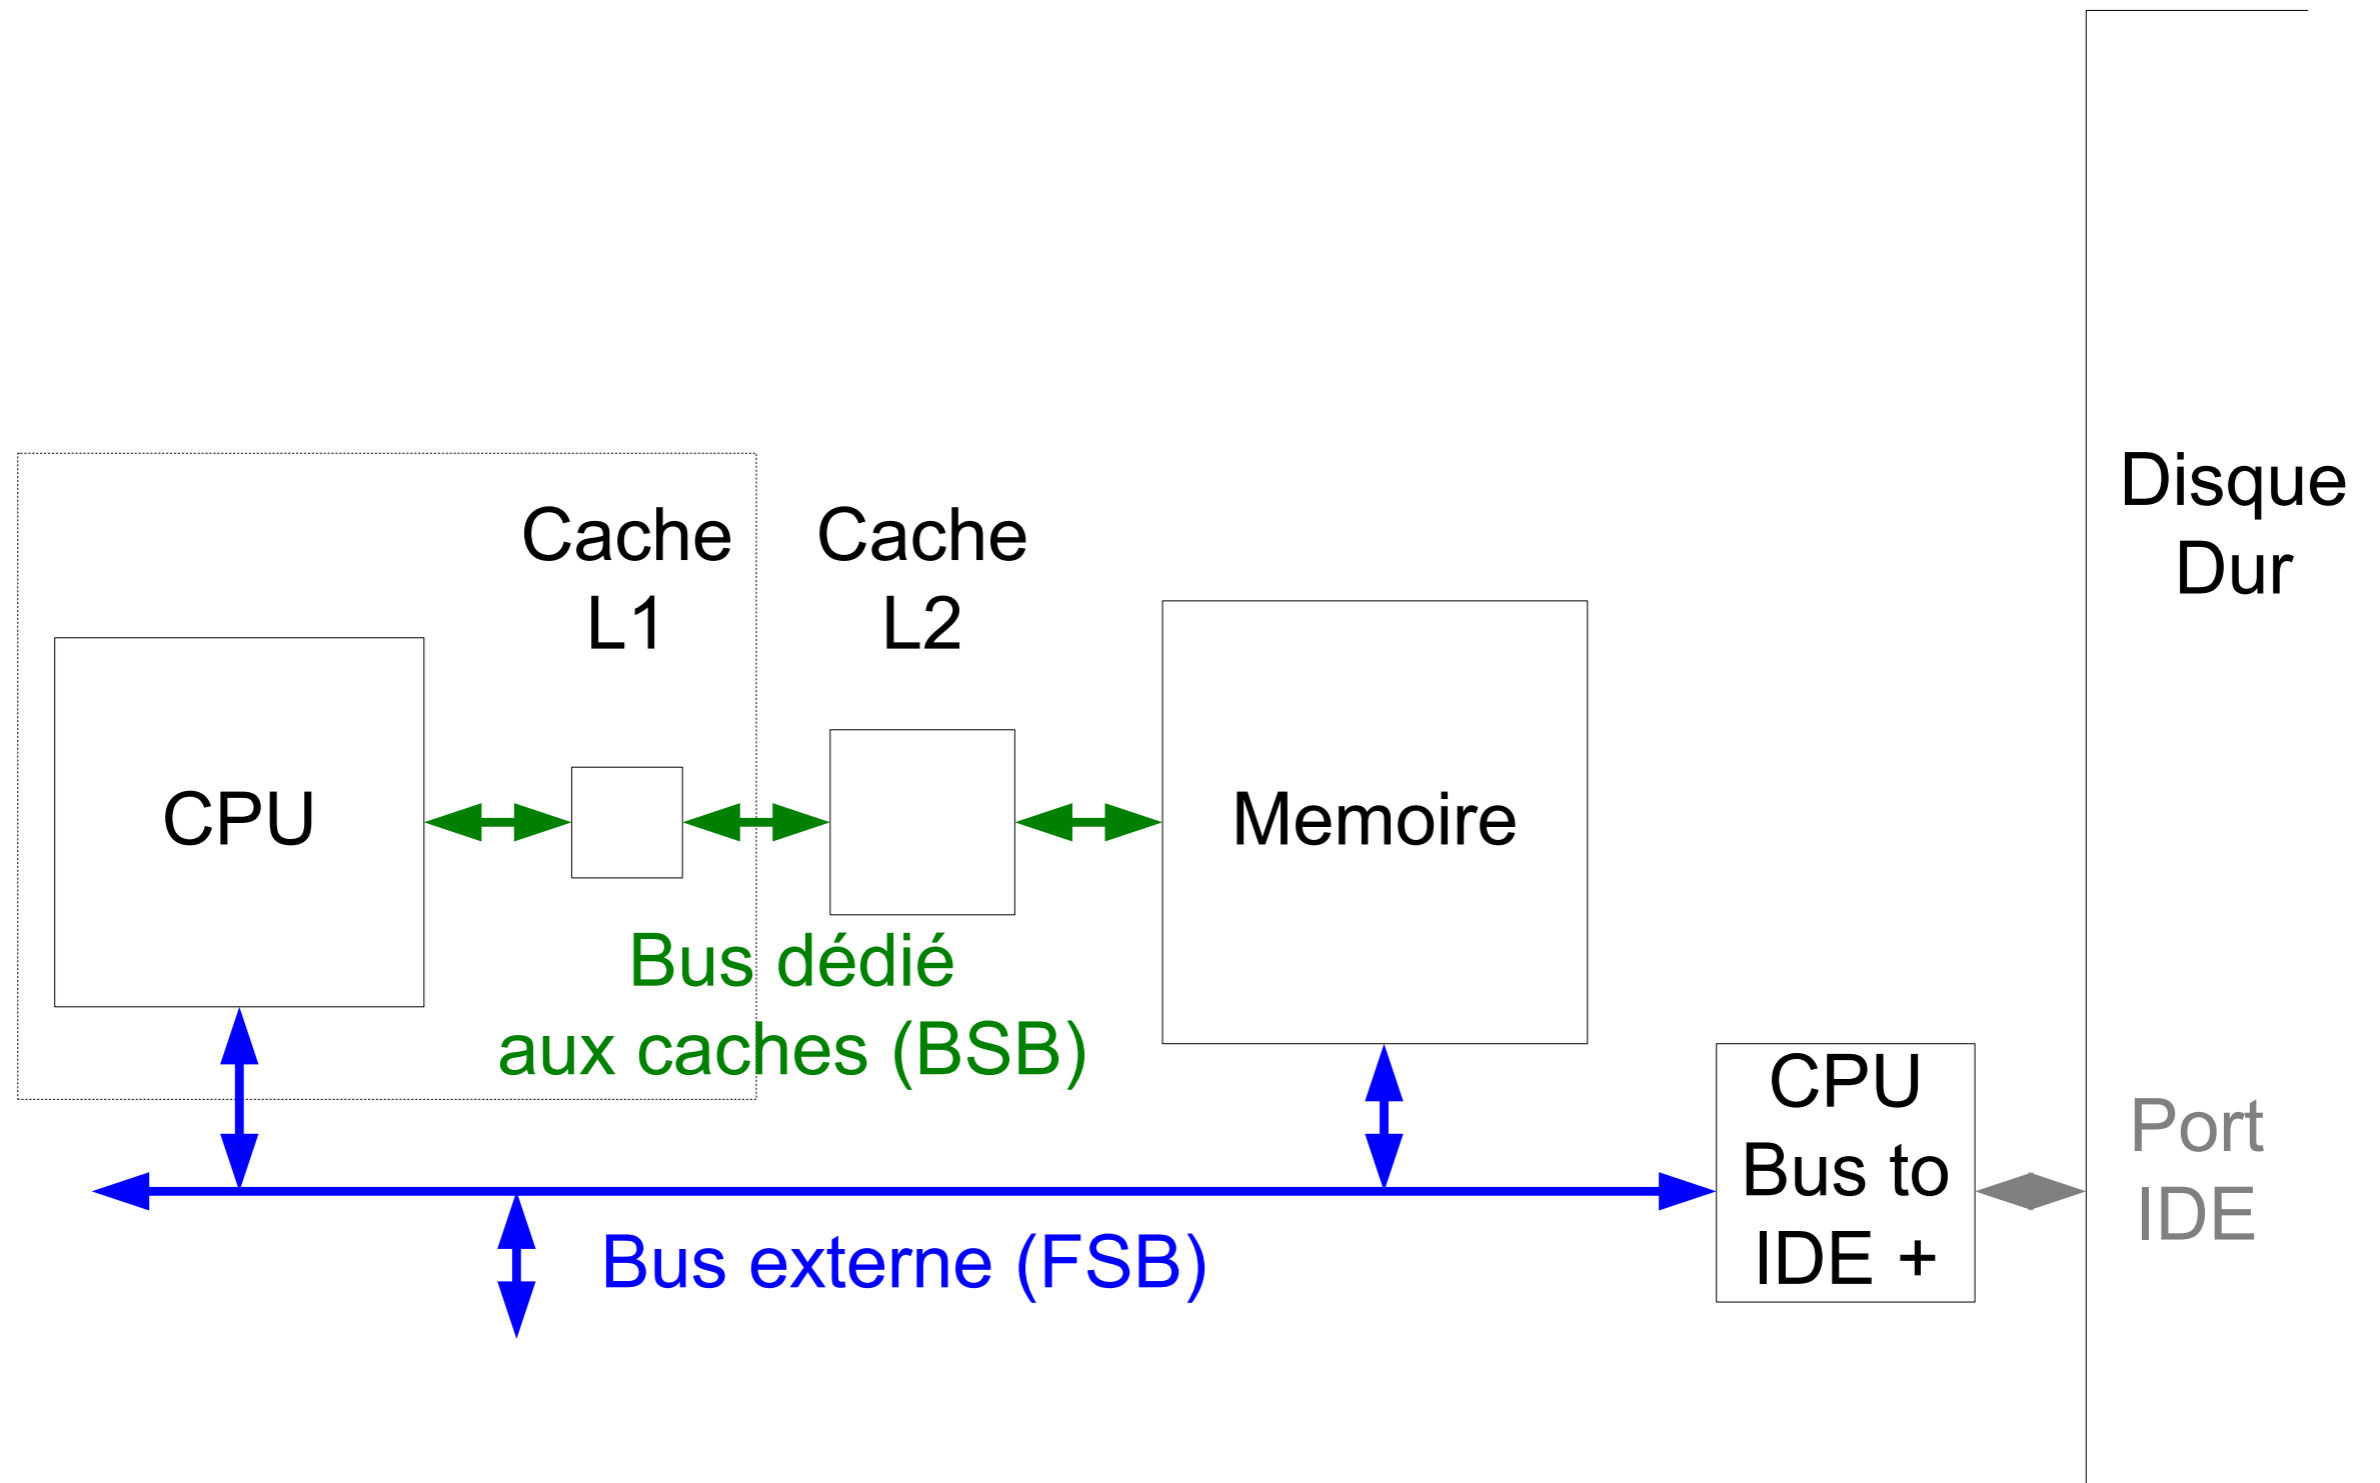 Disque
Dur
Cache
L1
Cache
L2
CPU
Memoire
Bus dédié
aux caches (BSB)
CPU
Bus to
IDE +
Port
IDE
Bus externe (FSB)